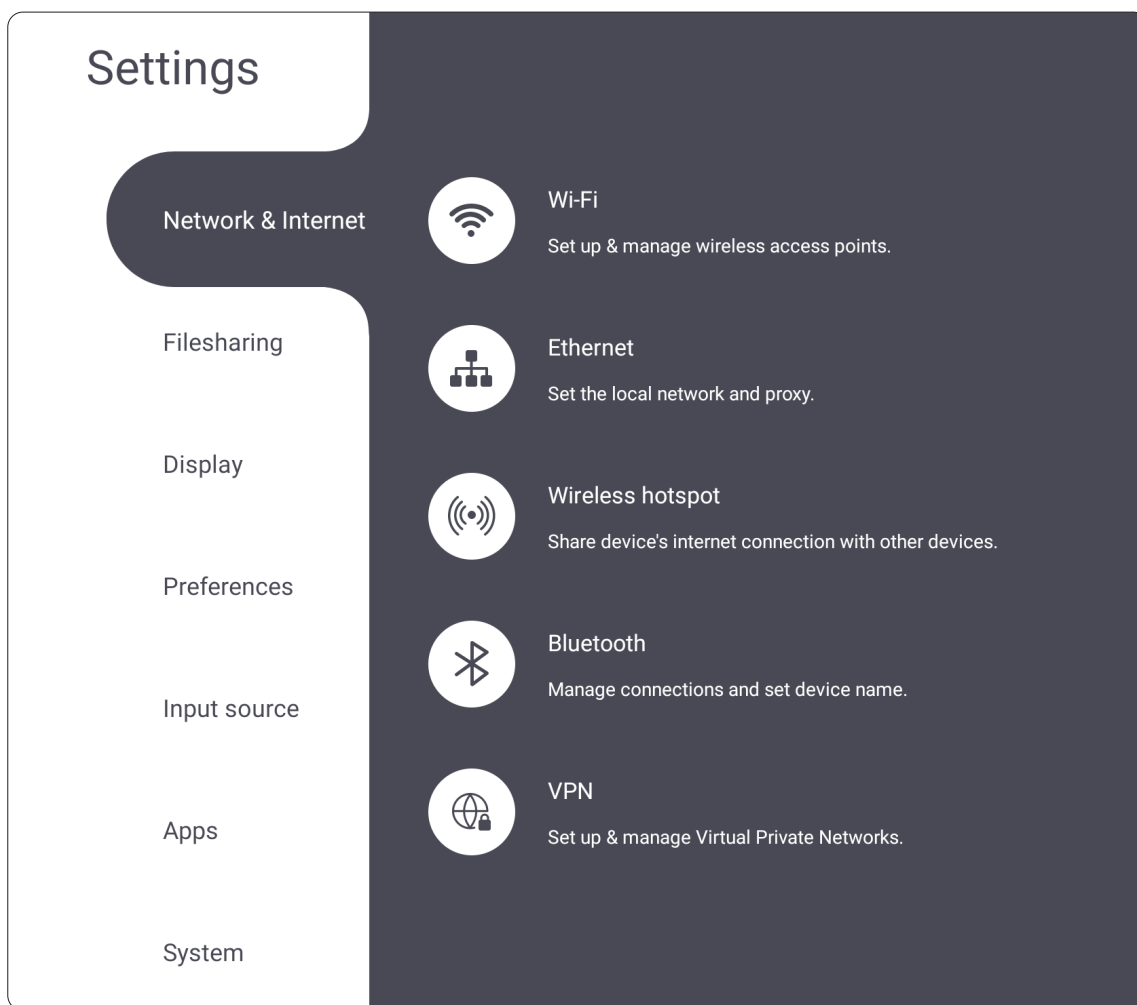 Settings
Network & Internet
Filesharing
Display
Preferences
Input source
Apps
System
Wi-Fi
Set up & manage wireless access points.
Ethernet
Set the local network and proxy.
Wireless hotspot
Share device's internet connection with other devices.
Bluetooth
Manage connections and set device name.
VPN
Set up & manage Virtual Private Networks.